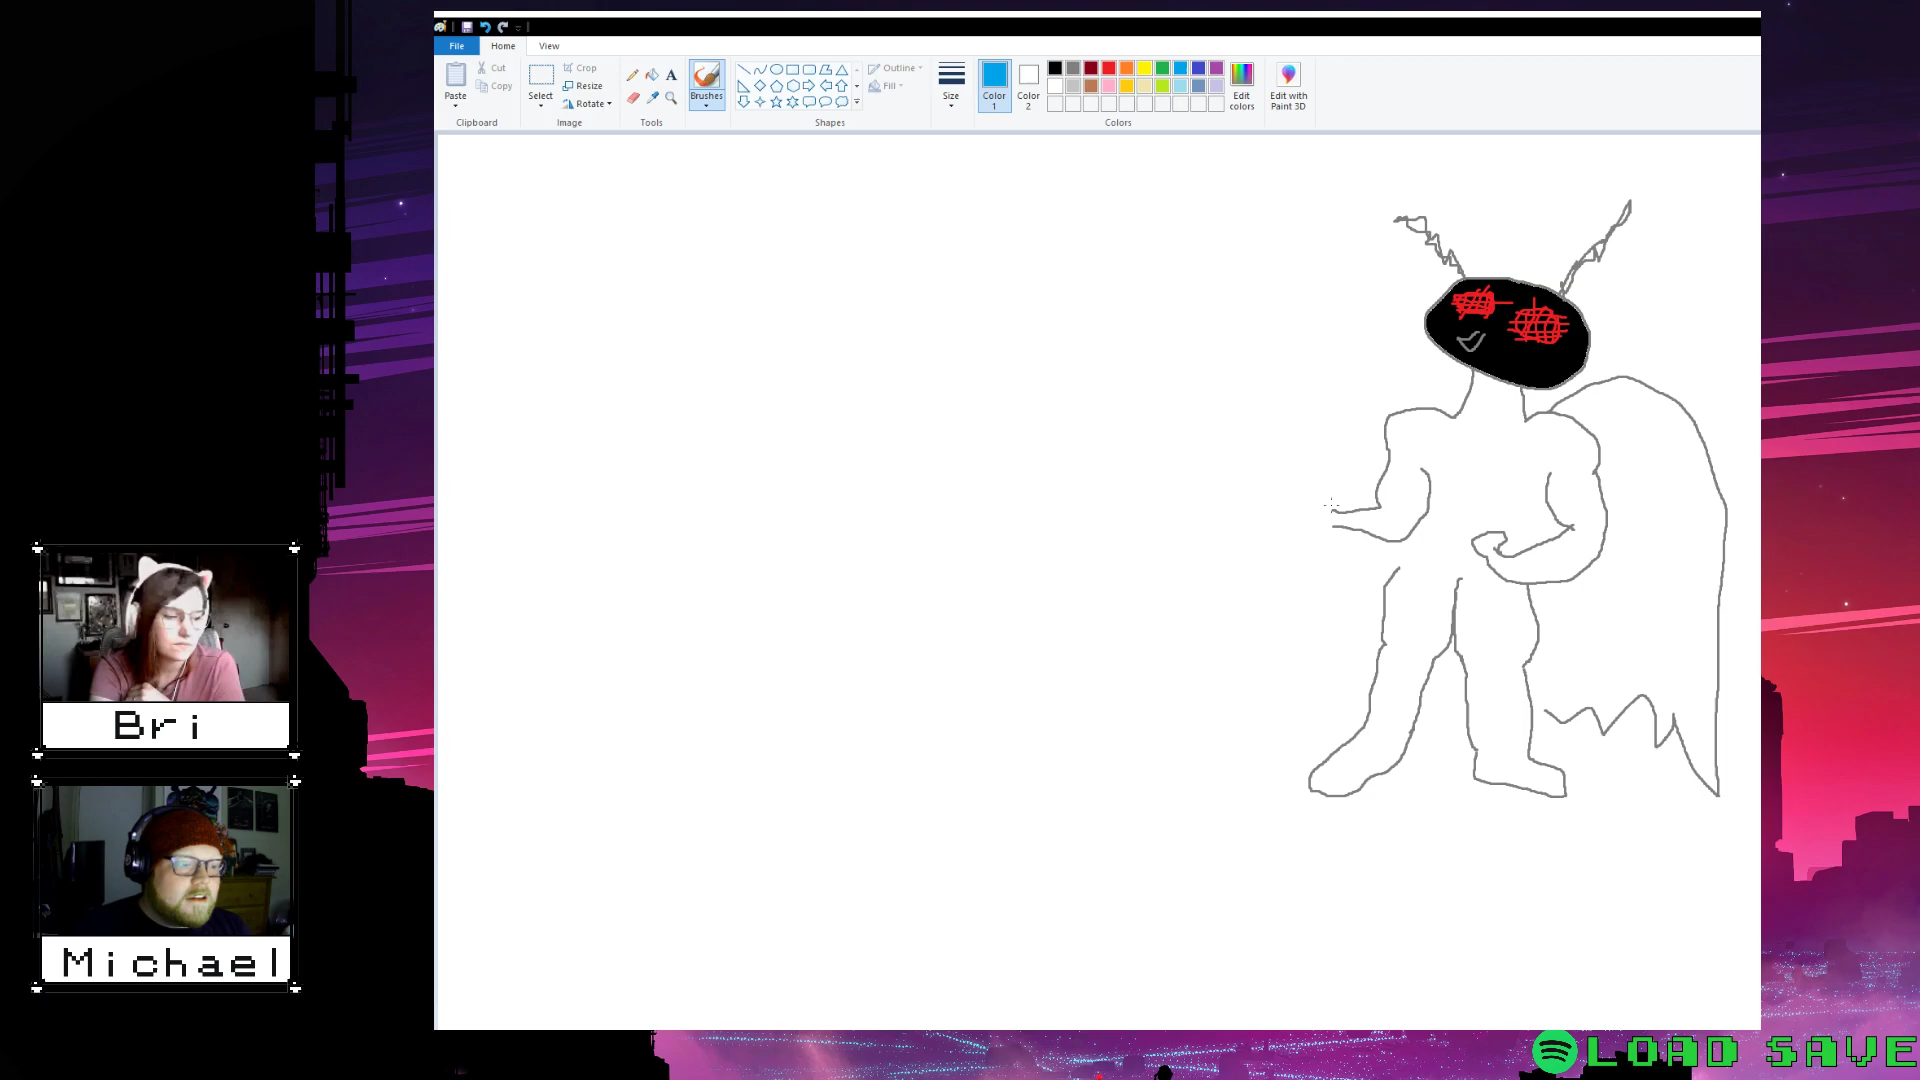 File Home View
Paste Cut Copy
Clipboard
Select Crop Resize Rotate
Image
A
Tools
Brushes
Shapes
Outline
Fill
Size
Color 1
Color 2
Colors
Edit colors
Edit with Paint 3D
Bri
Michael
LOAD SAVE